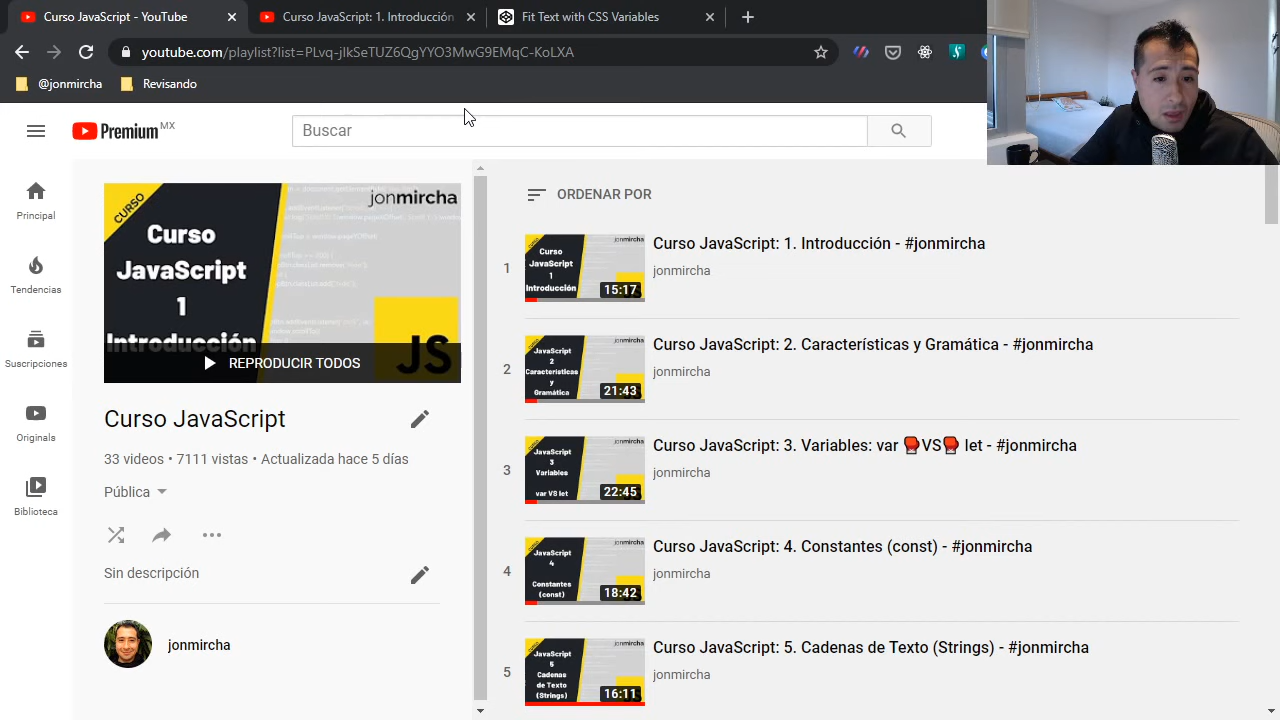 Curso JavaScript - YouTube
Curso JavaScript: 1. Introducción
Fit Text with CSS Variables
youtube.com/playlist?list=PLvq-jIkSeTUZ6QgYYO3MwG9EMqC-KoLXA
@jonmircha
Revisando
Premium MX
Buscar
Principal
Tendencias
Suscripciones
Originals
Biblioteca
CURSO
jonmircha
Curso
JavaScript
1
Introducción
JS
REPRODUCIR TODOS
Curso JavaScript
33 videos • 7111 vistas • Actualizada hace 5 días
Pública
Sin descripción
jonmircha
ORDENAR POR
1
Curso
JavaScript
1
Introducción
jonmircha
15:17
Curso JavaScript: 1. Introducción - #jonmircha
jonmircha
2
JavaScript
2
Características
y
Gramática
jonmircha
21:43
Curso JavaScript: 2. Características y Gramática - #jonmircha
jonmircha
3
JavaScript
3
Variables
var VS let
jonmircha
22:45
Curso JavaScript: 3. Variables: var 🥊VS🥊 let - #jonmircha
jonmircha
4
JavaScript
4
Constantes
(const)
jonmircha
18:42
Curso JavaScript: 4. Constantes (const) - #jonmircha
jonmircha
5
JavaScript
5
Cadenas
de Texto
(Strings)
jonmircha
16:11
Curso JavaScript: 5. Cadenas de Texto (Strings) - #jonmircha
jonmircha